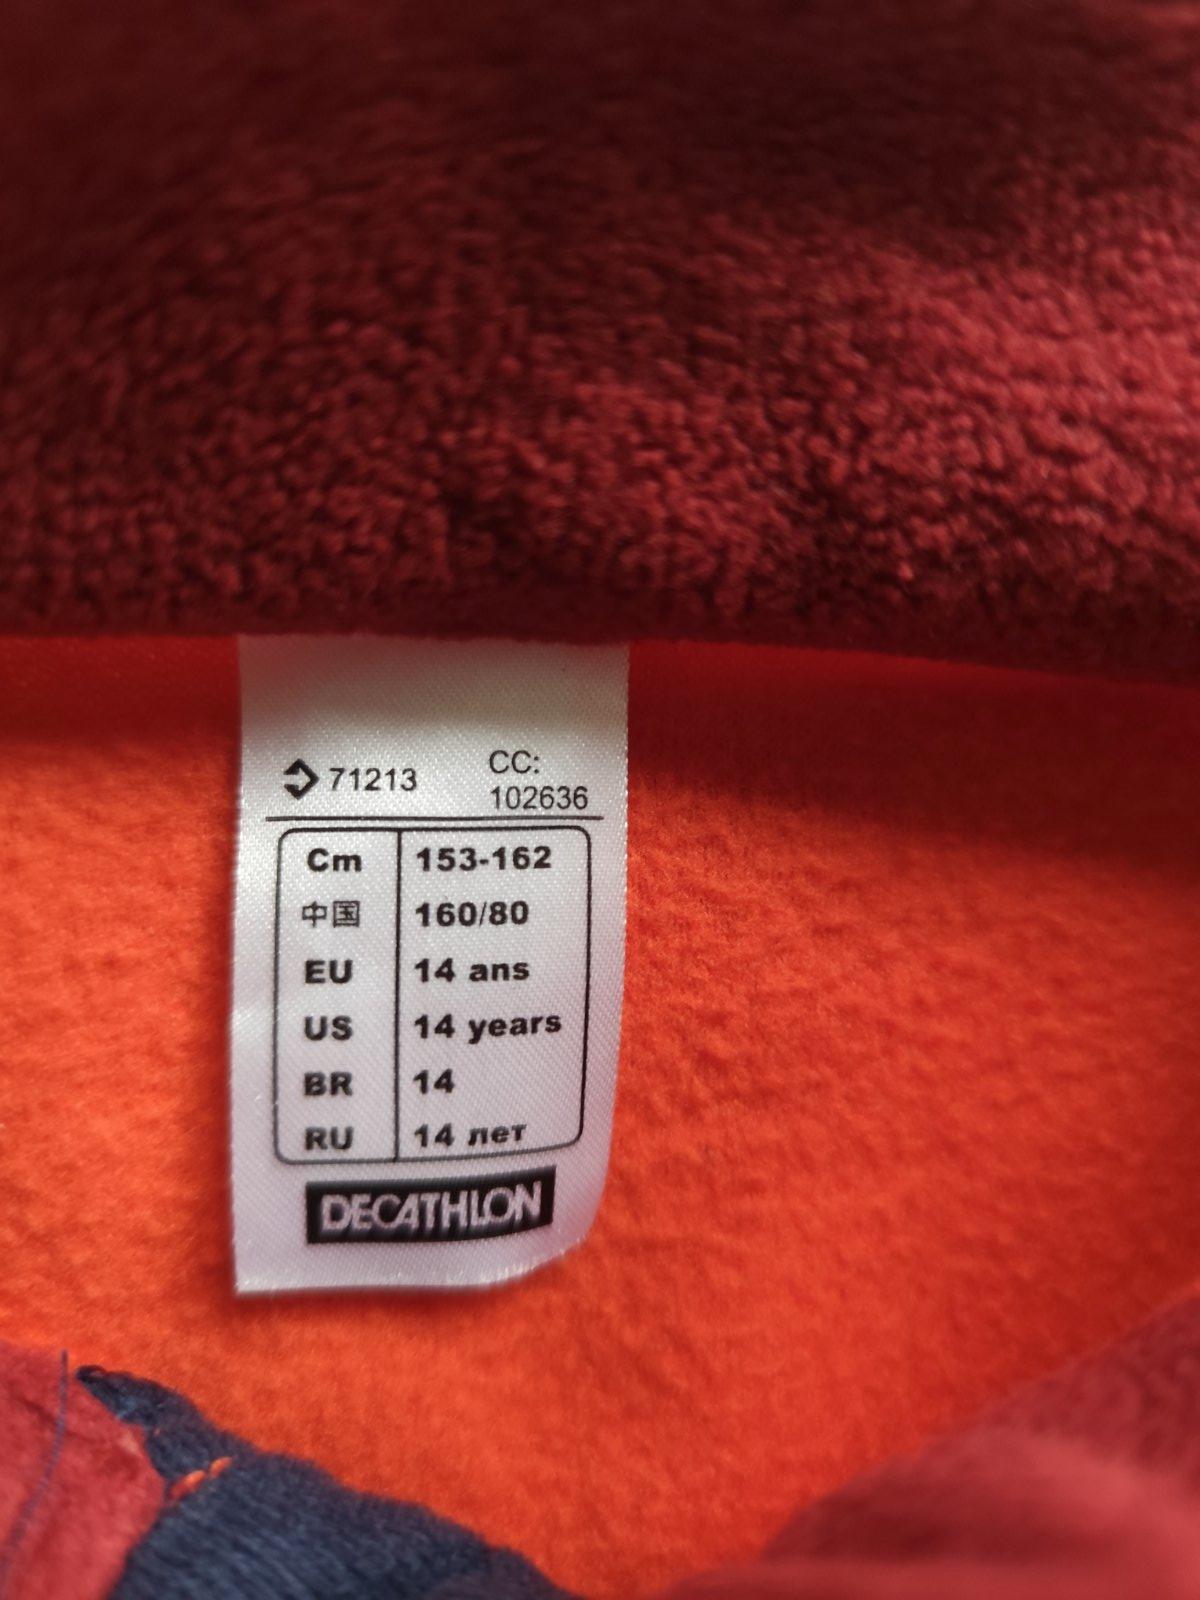 71213 CC:
102636
Cm 153-162
中国 160/80
EU 14 ans
US 14 years
BR 14
RU 14 лет
DECATHLON